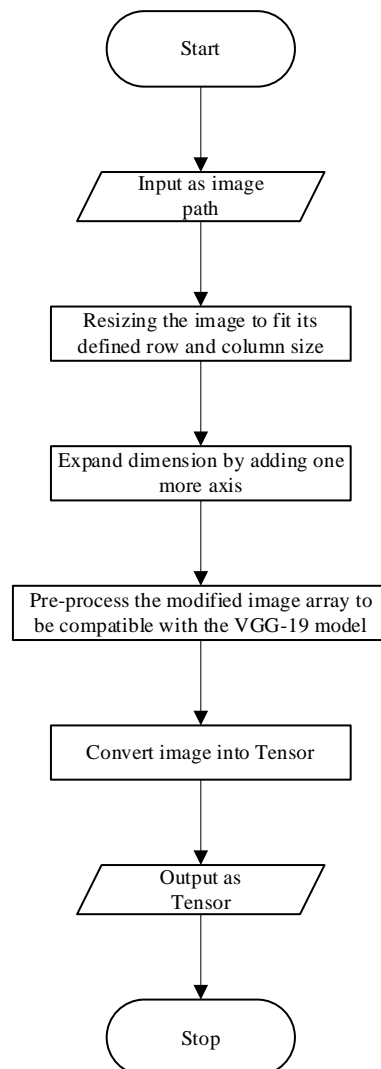 Start
Input as image
path
Resizing the image to fit its
defined row and column size
Expand dimension by adding one
more axis
Pre-process the modified image array to
be compatible with the VGG-19 model
Convert image into Tensor
Output as
Tensor
Stop